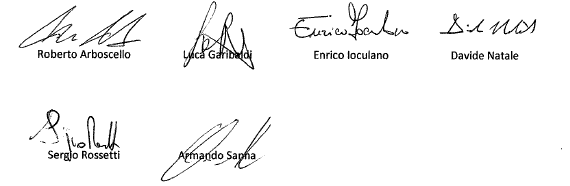 Roberto Arboscello Luca Garibaldi Enrico Ioculano Davide Natale
Sergio Rossetti Armando Sanna